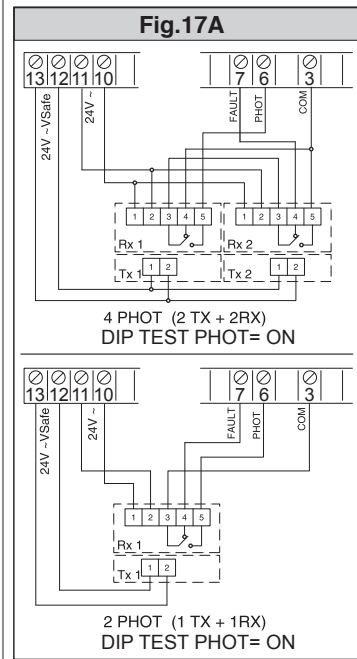 Fig.17A
13 12 11 10 7 6 3
24V ~VSafe
24V ~
FAULT
PHOT
COM
1 2 3 4 5 1 2 3 4 5
Rx 1 Rx 2
Tx 1 1 2 Tx 2 1 2
4 PHOT (2 TX + 2RX)
DIP TEST PHOT= ON
13 12 11 10 7 6 3
24V ~VSafe
24V ~
FAULT
PHOT
COM
1 2 3 4 5
Rx 1
Tx 1 1 2
2 PHOT (1 TX + 1RX)
DIP TEST PHOT= ON